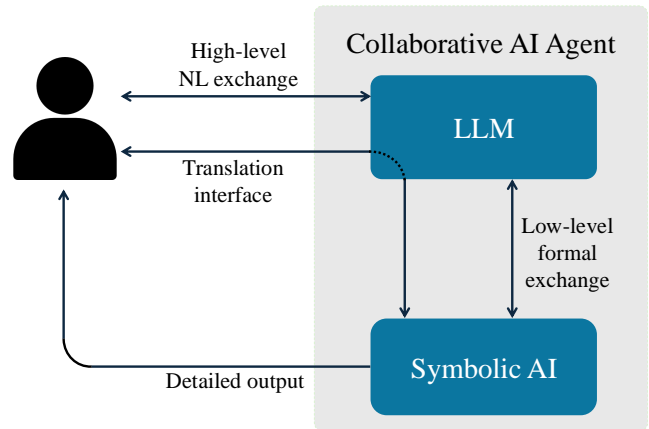 Collaborative AI Agent
High-level
NL exchange
LLM
Translation
interface
Low-level
formal
exchange
Symbolic AI
Detailed output